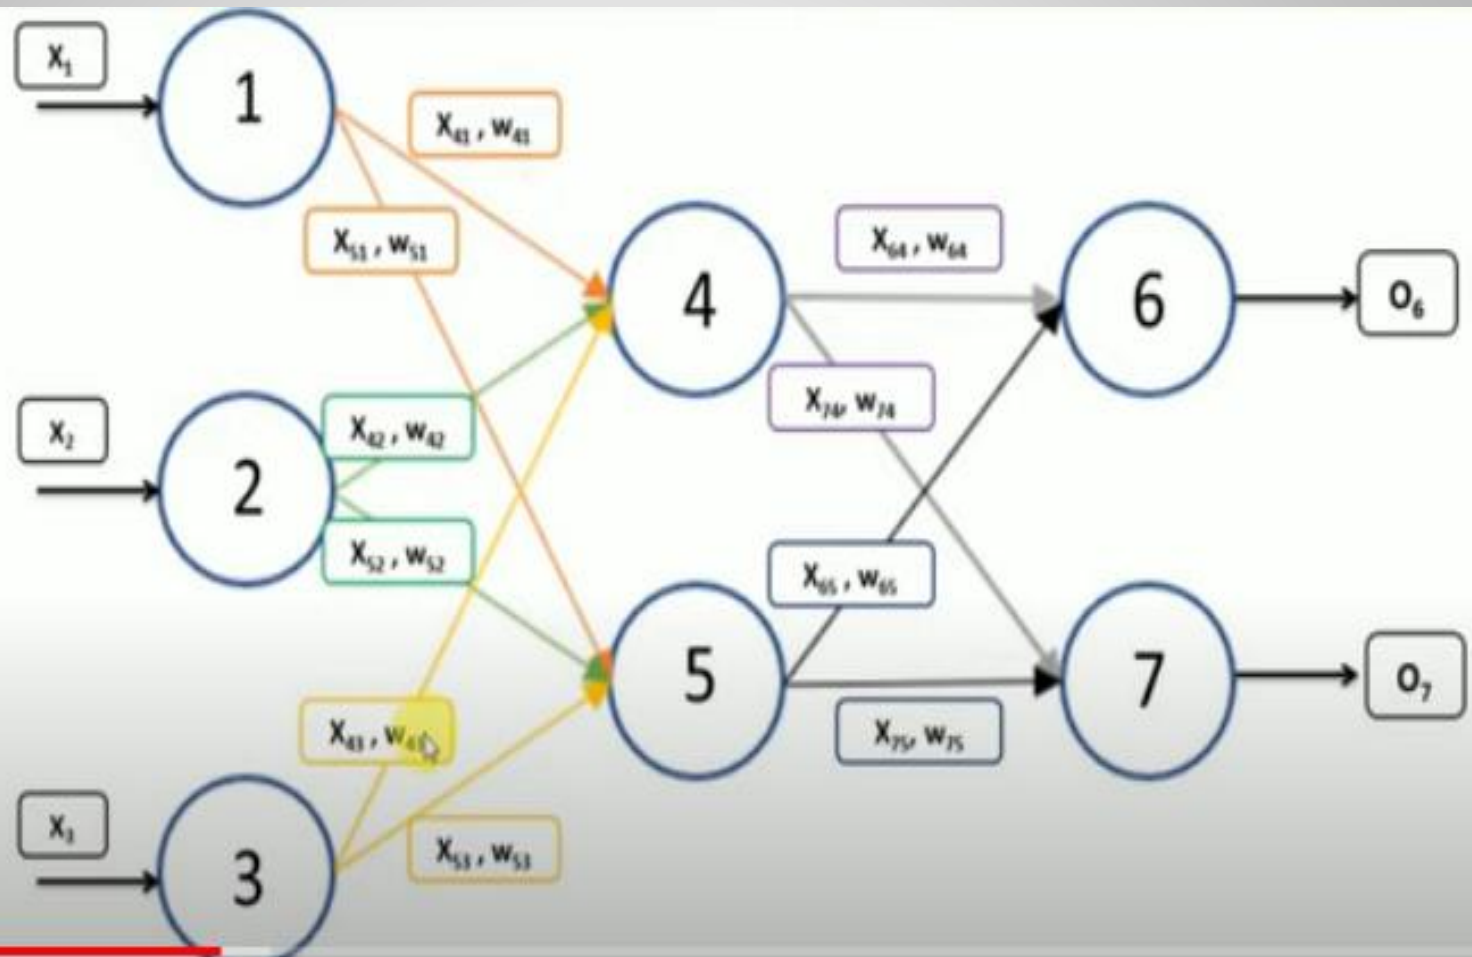 X₁
1
X₄₁ , w₄₁
X₅₁ , w₅₁
X₆₄ , w₆₄
4
6
O₆
X₇₄, w₇₄
X₂
2
X₄₂ , w₄₂
X₅₂ , w₅₂
X₆₅ , w₆₅
5
7
O₇
X₄₃ , w₄₃
X₇₅, w₇₅
X₃
3
X₅₃ , w₅₃